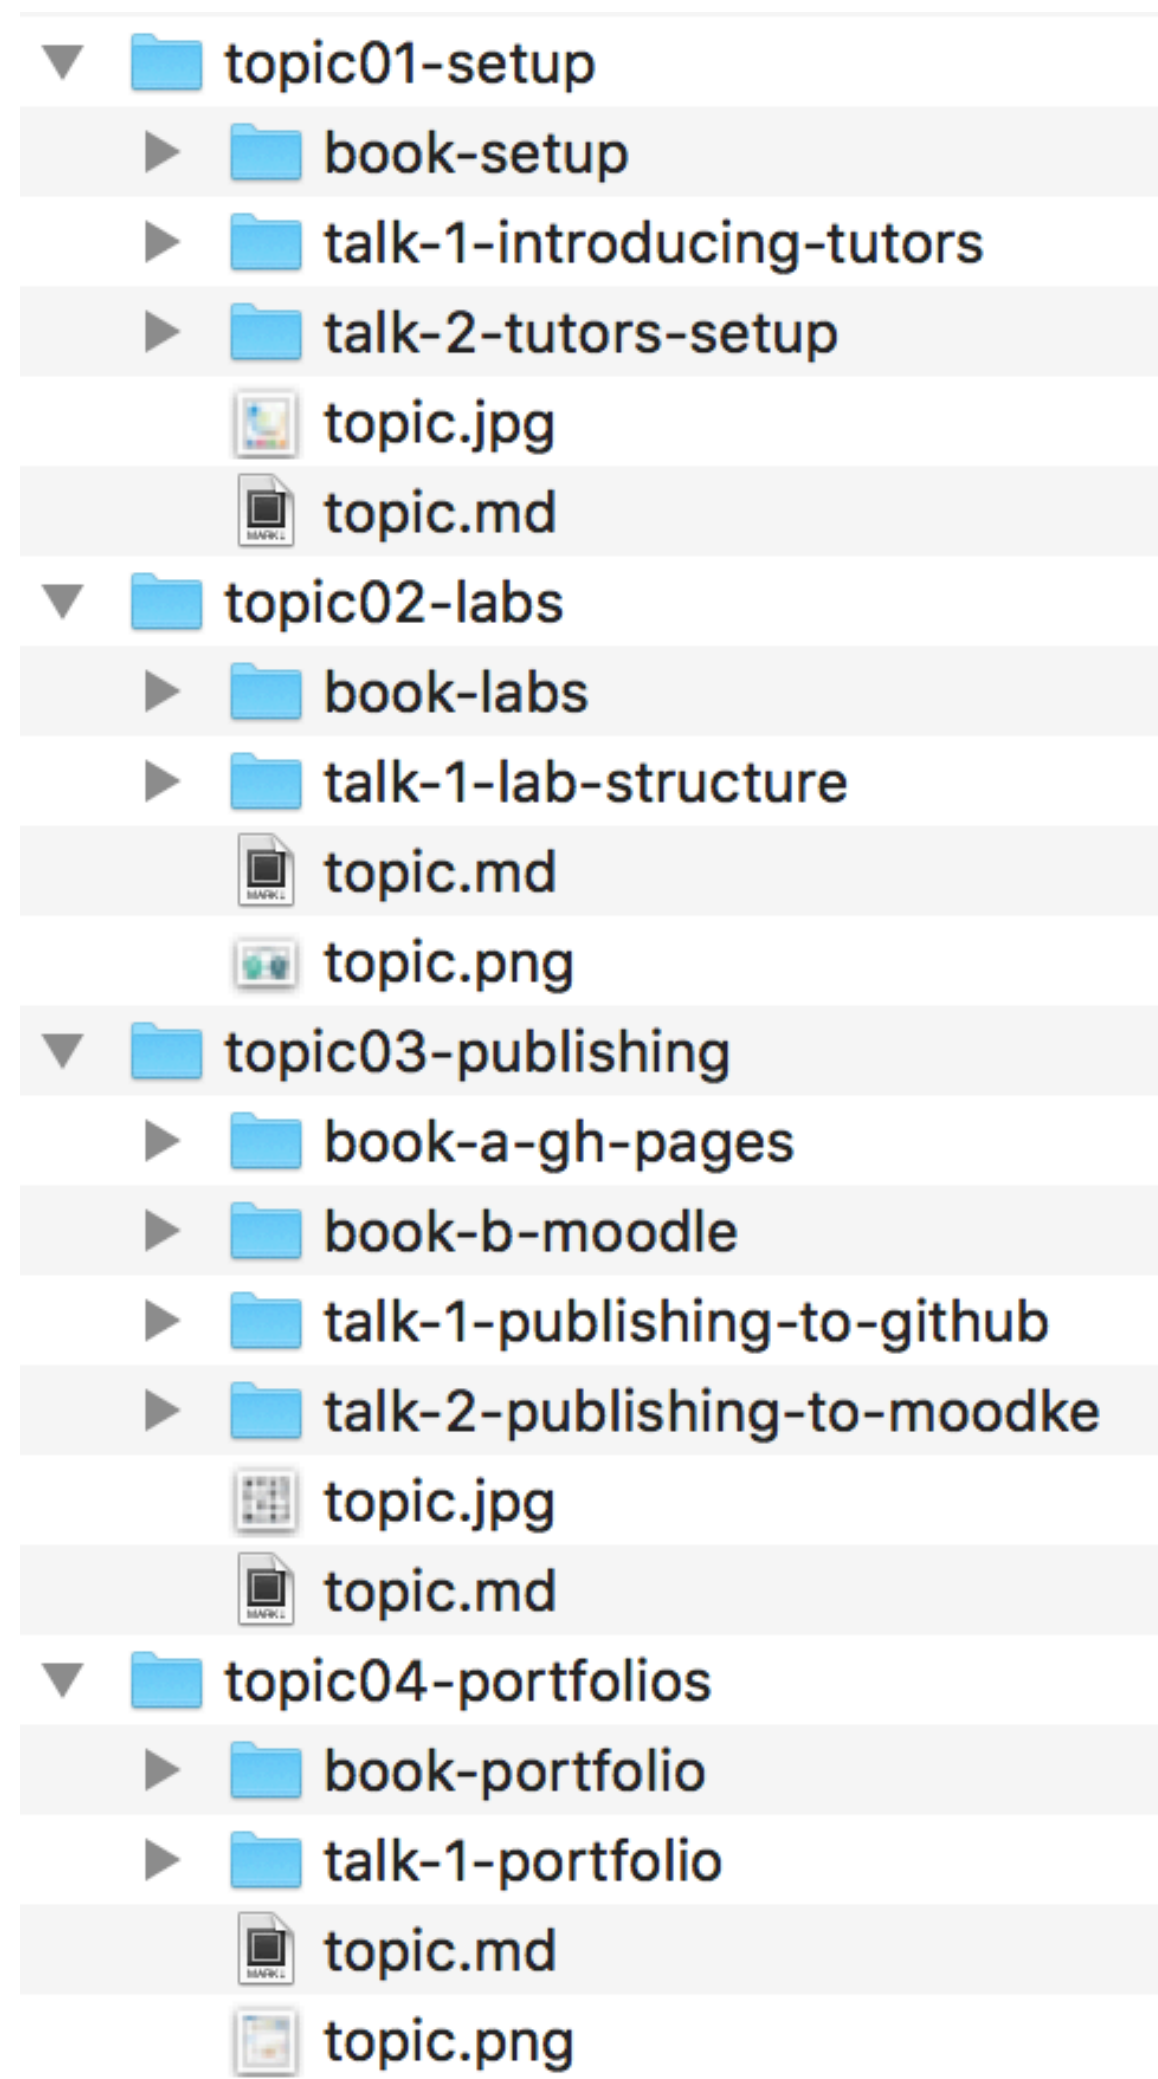 topic01-setup
book-setup
talk-1-introducing-tutors
talk-2-tutors-setup
topic.jpg
topic.md
topic02-labs
book-labs
talk-1-lab-structure
topic.md
topic.png
topic03-publishing
book-a-gh-pages
book-b-moodle
talk-1-publishing-to-github
talk-2-publishing-to-moodke
topic.jpg
topic.md
topic04-portfolios
book-portfolio
talk-1-portfolio
topic.md
topic.png